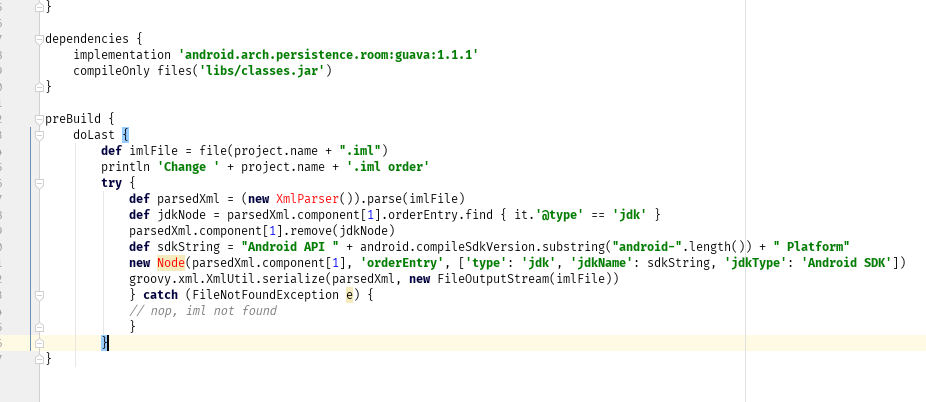 }
dependencies {
implementation 'android.arch.persistence.room:guava:1.1.1'
compileOnly files('libs/classes.jar')
}
preBuild {
doLast {
def imlFile = file(project.name + ".iml")
println 'Change ' + project.name + '.iml order'
try {
def parsedXml = (new XmlParser()).parse(imlFile)
def jdkNode = parsedXml.component[1].orderEntry.find { it.'@type' == 'jdk' }
parsedXml.component[1].remove(jdkNode)
def sdkString = "Android API " + android.compileSdkVersion.substring("android-".length()) + " Platform"
new Node(parsedXml.component[1], 'orderEntry', ['type': 'jdk', 'jdkName': sdkString, 'jdkType': 'Android SDK'])
groovy.xml.XmlUtil.serialize(parsedXml, new FileOutputStream(imlFile))
} catch (FileNotFoundException e) {
// nop, iml not found
}
}
}